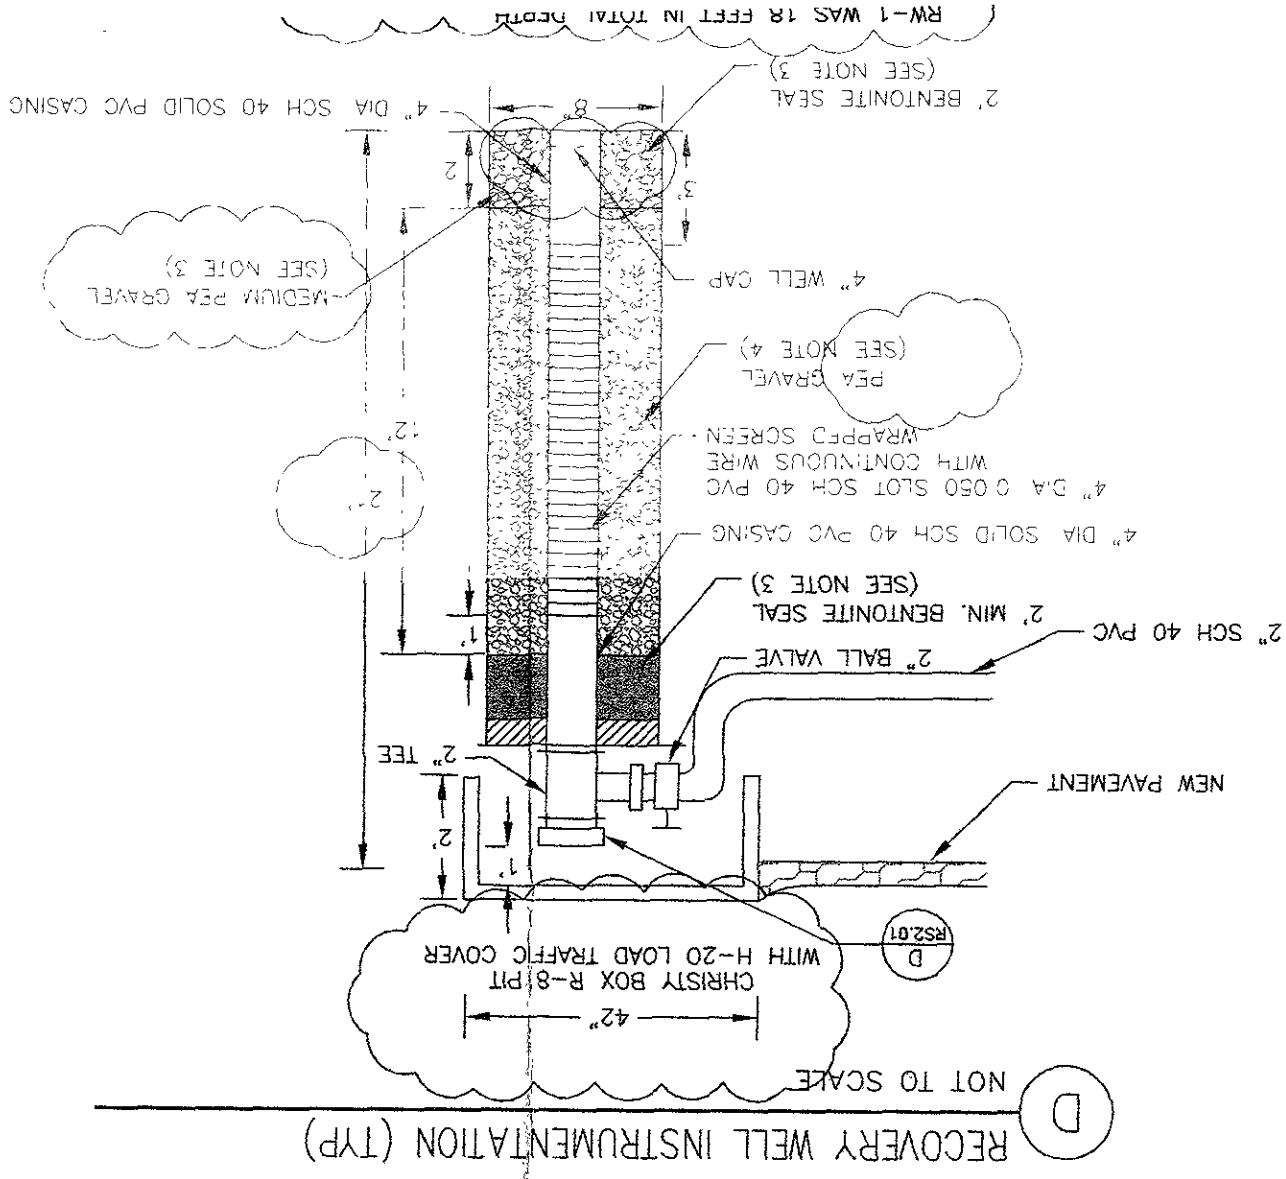 RECOVERY WELL INSTRUMENTATION (TYP)
D
NOT TO SCALE
42"
CHRISTY BOX R-8 PIT
WITH H-20 LOAD TRAFFIC COVER
D
RS2.01
NEW PAVEMENT
1'
2'
2" TEE
2" SCH 40 PVC
2" BALL VALVE
2' MIN. BENTONITE SEAL
(SEE NOTE 3)
1'
4" DIA SOLID SCH 40 PVC CASING
4" DIA 0 050 SLOT SCH 40 PVC
WITH CONTINUOUS WIRE
WRAPPED SCREEN
12'
PEA GRAVEL
(SEE NOTE 4)
4" WELL CAP
MEDIUM PEA GRAVEL
(SEE NOTE 3)
3'
2
2' BENTONITE SEAL
(SEE NOTE 3)
8"
4" DIA SCH 40 SOLID PVC CASING
RW-1 WAS 18 FEET IN TOTAL DEPTH